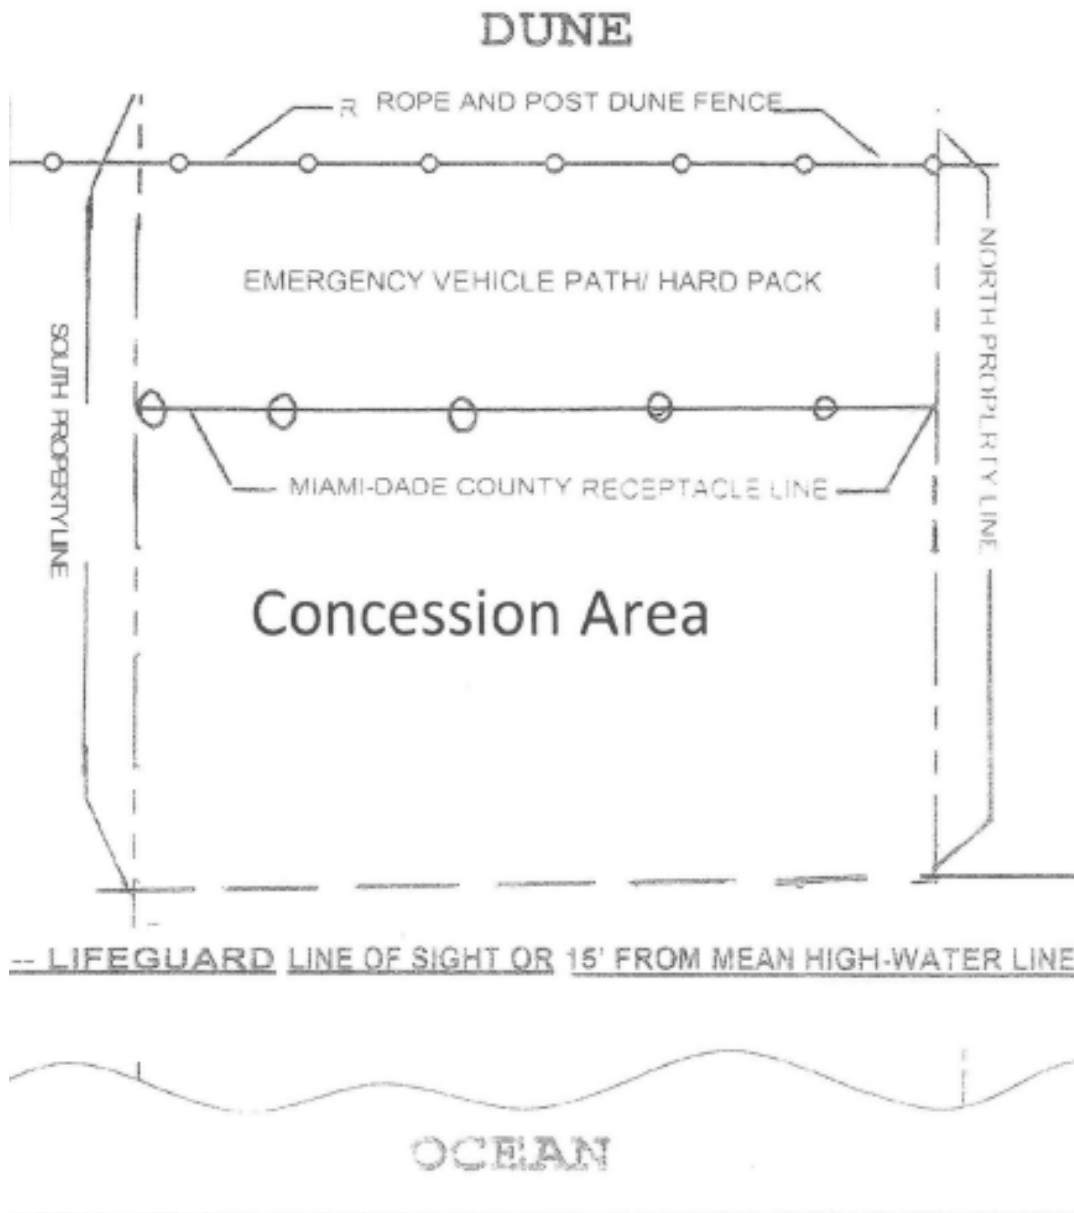 DUNE
R ROPE AND POST DUNE FENCE
EMERGENCY VEHICLE PATH/ HARD PACK
SOUTH PROPERTY LINE
NORTH PROPERTY LINE
MIAMI-DADE COUNTY RECEPTACLE LINE
Concession Area
-- LIFEGUARD LINE OF SIGHT OR 15' FROM MEAN HIGH-WATER LINE
OCEAN